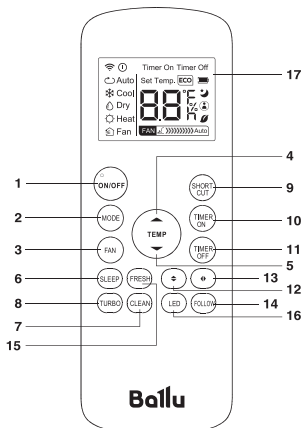 Timer On Timer Off
Auto
Set Temp. ECO
Cool
Dry
Heat
Fan
88
°F
%
h
FAN
Auto
17
4
1
ON/OFF
SHORT
CUT
9
2
MODE
TEMP
TIMER
ON
10
3
FAN
TIMER
OFF
11
5
6
SLEEP
FRESH
13
12
8
TURBO
CLEAN
LED
FOLLOW
14
7
16
15
Ballu